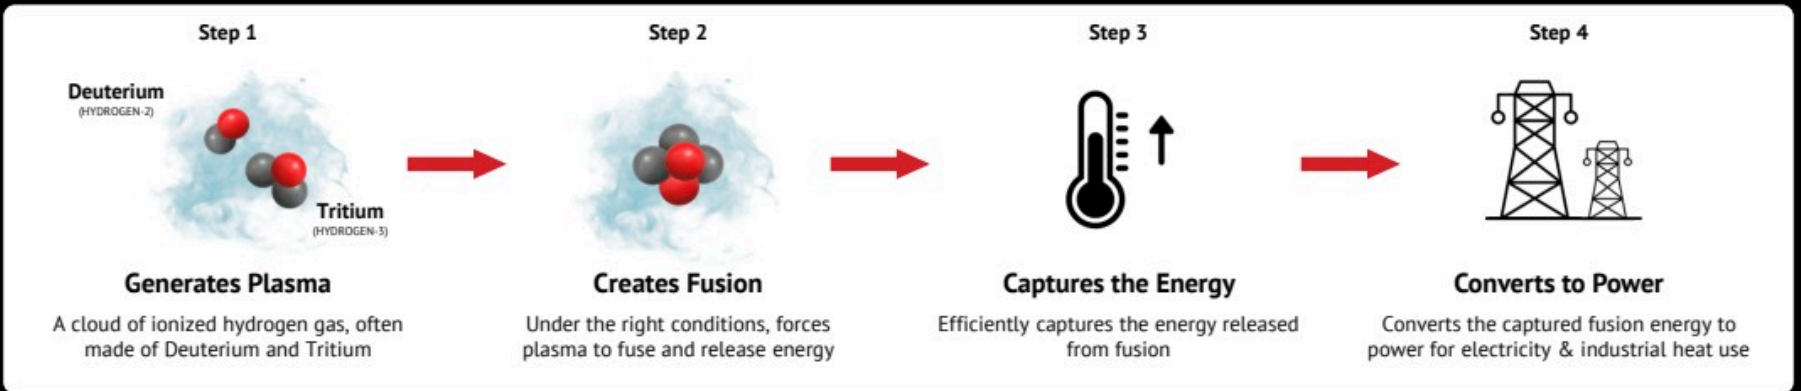 Step 1
Deuterium
(HYDROGEN-2)
Tritium
(HYDROGEN-3)
Generates Plasma
A cloud of ionized hydrogen gas, often
made of Deuterium and Tritium
Step 2
Creates Fusion
Under the right conditions, forces
plasma to fuse and release energy
Step 3
Captures the Energy
Efficiently captures the energy released
from fusion
Step 4
Converts to Power
Converts the captured fusion energy to
power for electricity & industrial heat use